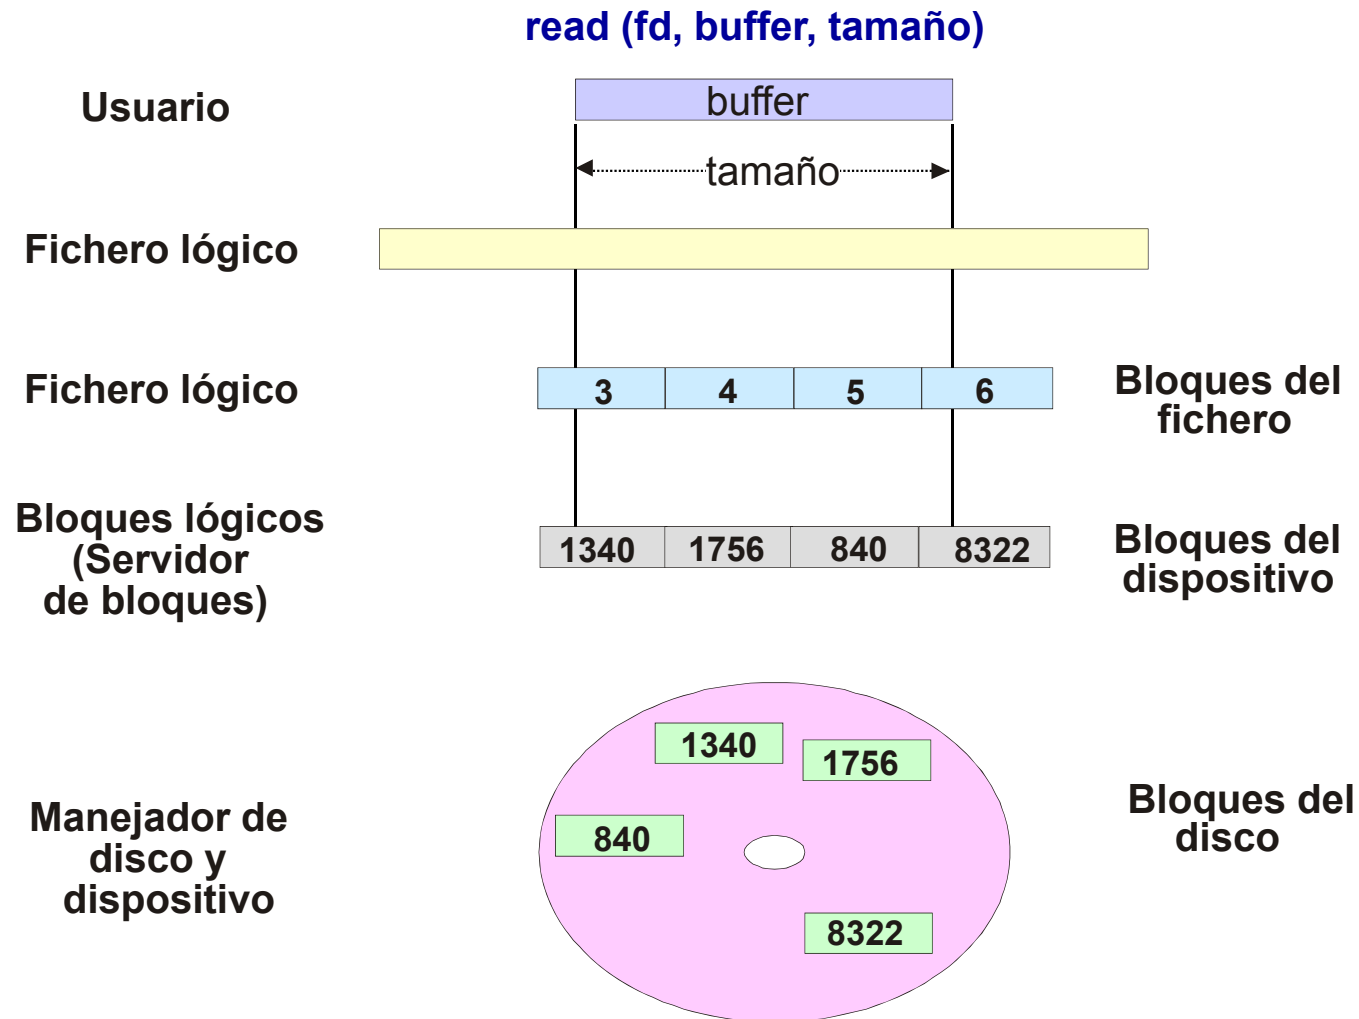 read (fd, buffer, tamaño)
Usuario
buffer
tamaño
Fichero lógico
Fichero lógico
3 4 5 6
Bloques del
fichero
Bloques lógicos
(Servidor
de bloques)
1340 1756 840 8322
Bloques del
dispositivo
1340
1756
840
8322
Manejador de
disco y
dispositivo
Bloques del
disco